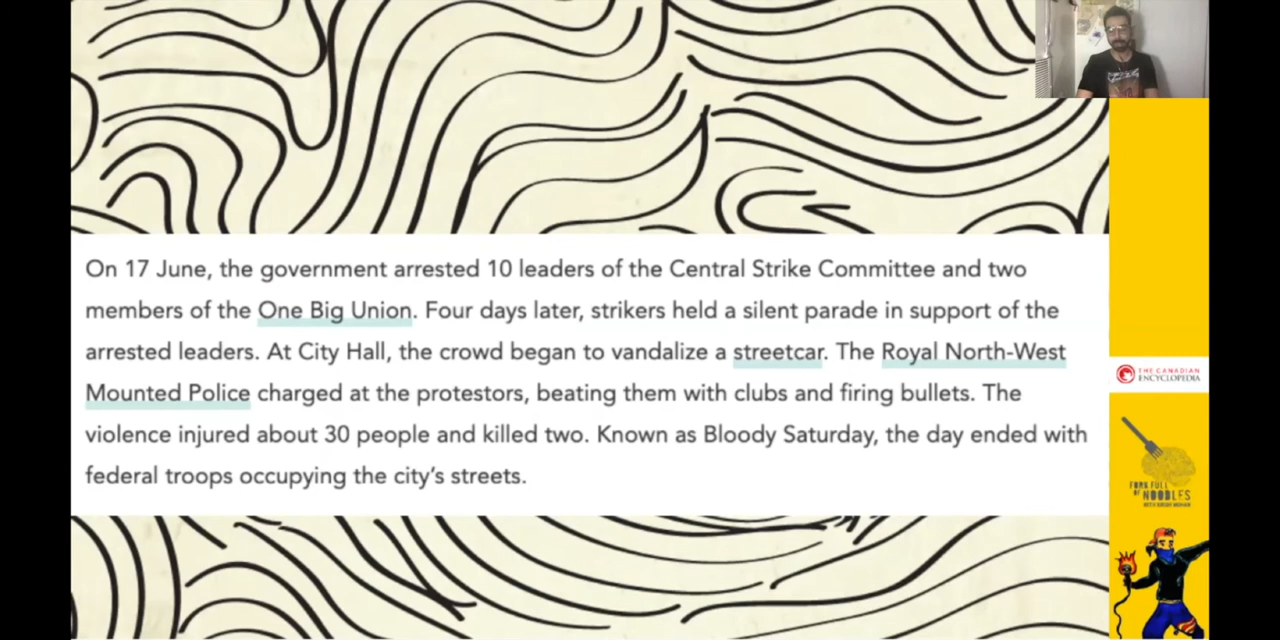 On 17 June, the government arrested 10 leaders of the Central Strike Committee and two
members of the One Big Union. Four days later, strikers held a silent parade in support of the
arrested leaders. At City Hall, the crowd began to vandalize a streetcar. The Royal North-West
Mounted Police charged at the protestors, beating them with clubs and firing bullets. The
violence injured about 30 people and killed two. Known as Bloody Saturday, the day ended with
federal troops occupying the city's streets.
THE CANADIAN
ENCYCLOPEDIA
FORK FULL
OF NOODLES